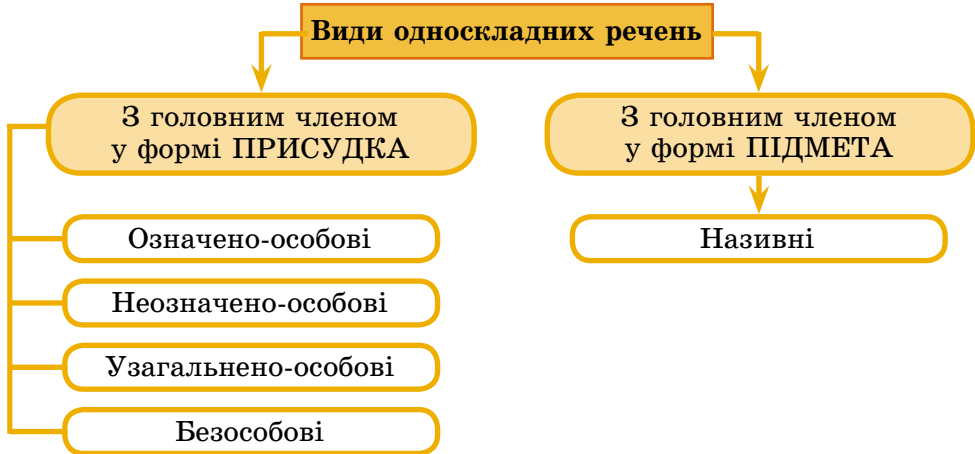 Види односкладних речень
З головним членом
у формі ПРИСУДКА
Означено-особові
Неозначено-особові
Узагальнено-особові
Безособові
З головним членом
у формі ПІДМЕТА
Називні